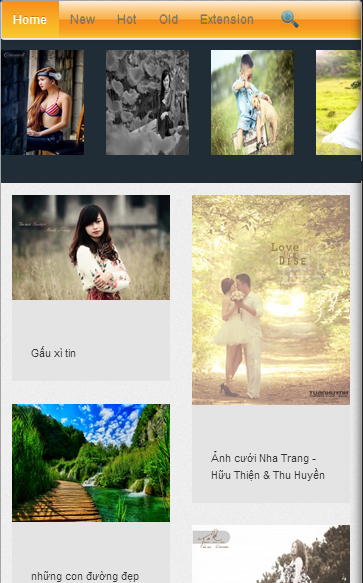 Home New Hot Old Extension
Gấu xì tin
Love
DISE
TUANHUYNH
Ảnh cưới Nha Trang -
Hữu Thiện & Thu Huyền
những con đường đẹp